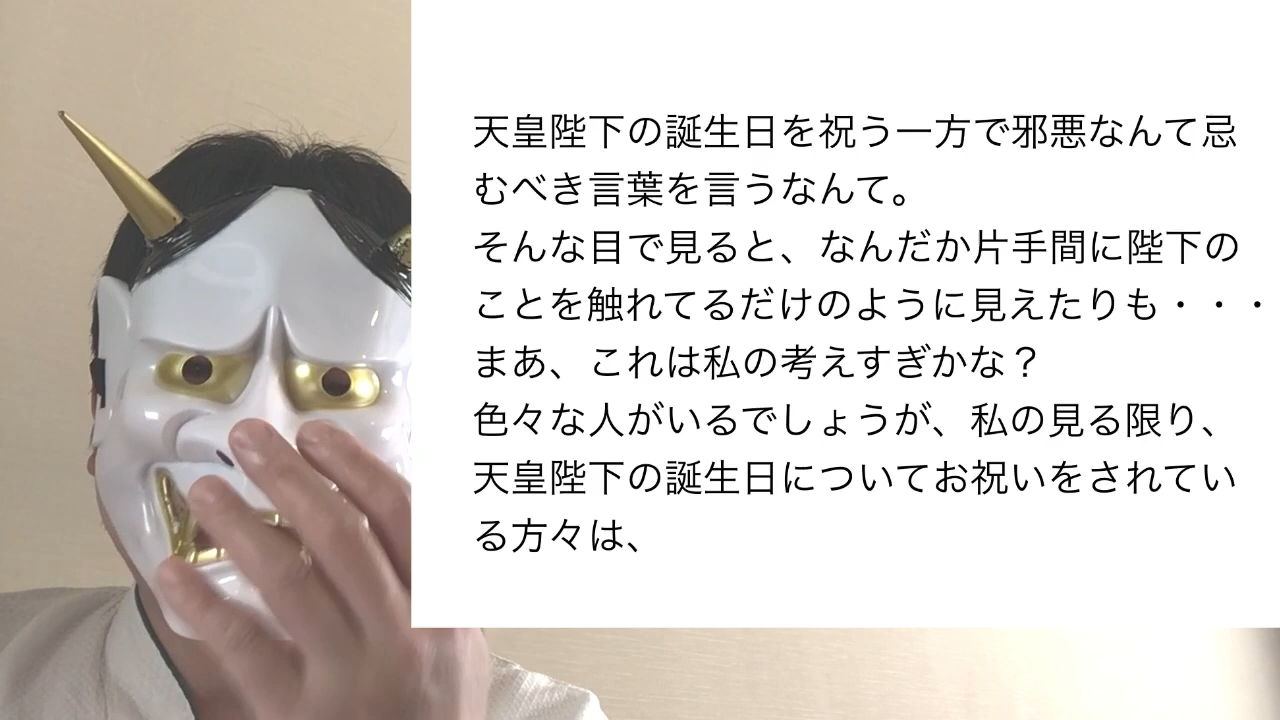 天皇陛下の誕生日を祝う一方で邪悪なんて忌
むべき言葉を言うなんて。
そんな目で見ると、なんだか片手間に陛下の
ことを触れてるだけのように見えたりも・・・
まあ、これは私の考えすぎかな？
色々な人がいるでしょうが、私の見る限り、
天皇陛下の誕生日についてお祝いをされてい
る方々は、